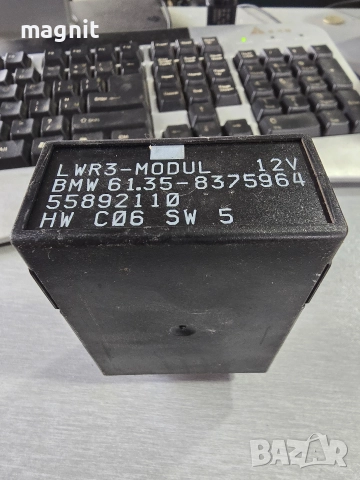 magnit
LWR3-MODUL 12V
BMW 61.35-8375964
55892110
HW C06 SW 5
BAZAR